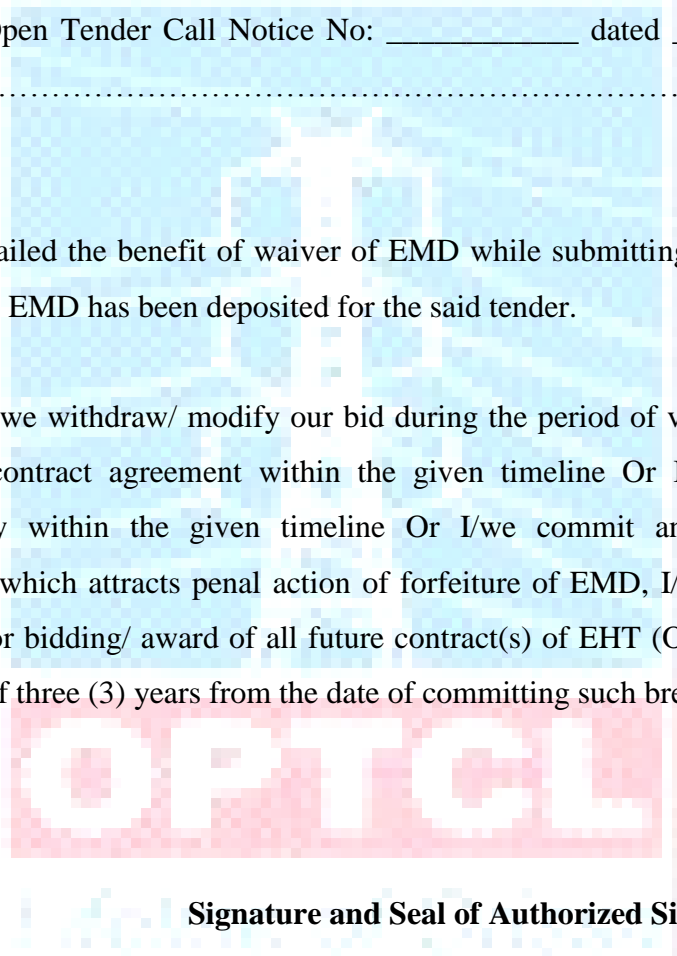 pen Tender Call Notice No: ____________ dated _
……………………………………………………………
ailed the benefit of waiver of EMD while submitting
EMD has been deposited for the said tender.
we withdraw/ modify our bid during the period of v
contract agreement within the given timeline Or I
y within the given timeline Or I/we commit an
which attracts penal action of forfeiture of EMD, I/
or bidding/ award of all future contract(s) of EHT (O
f three (3) years from the date of committing such bre
OPTCL
Signature and Seal of Authorized Si